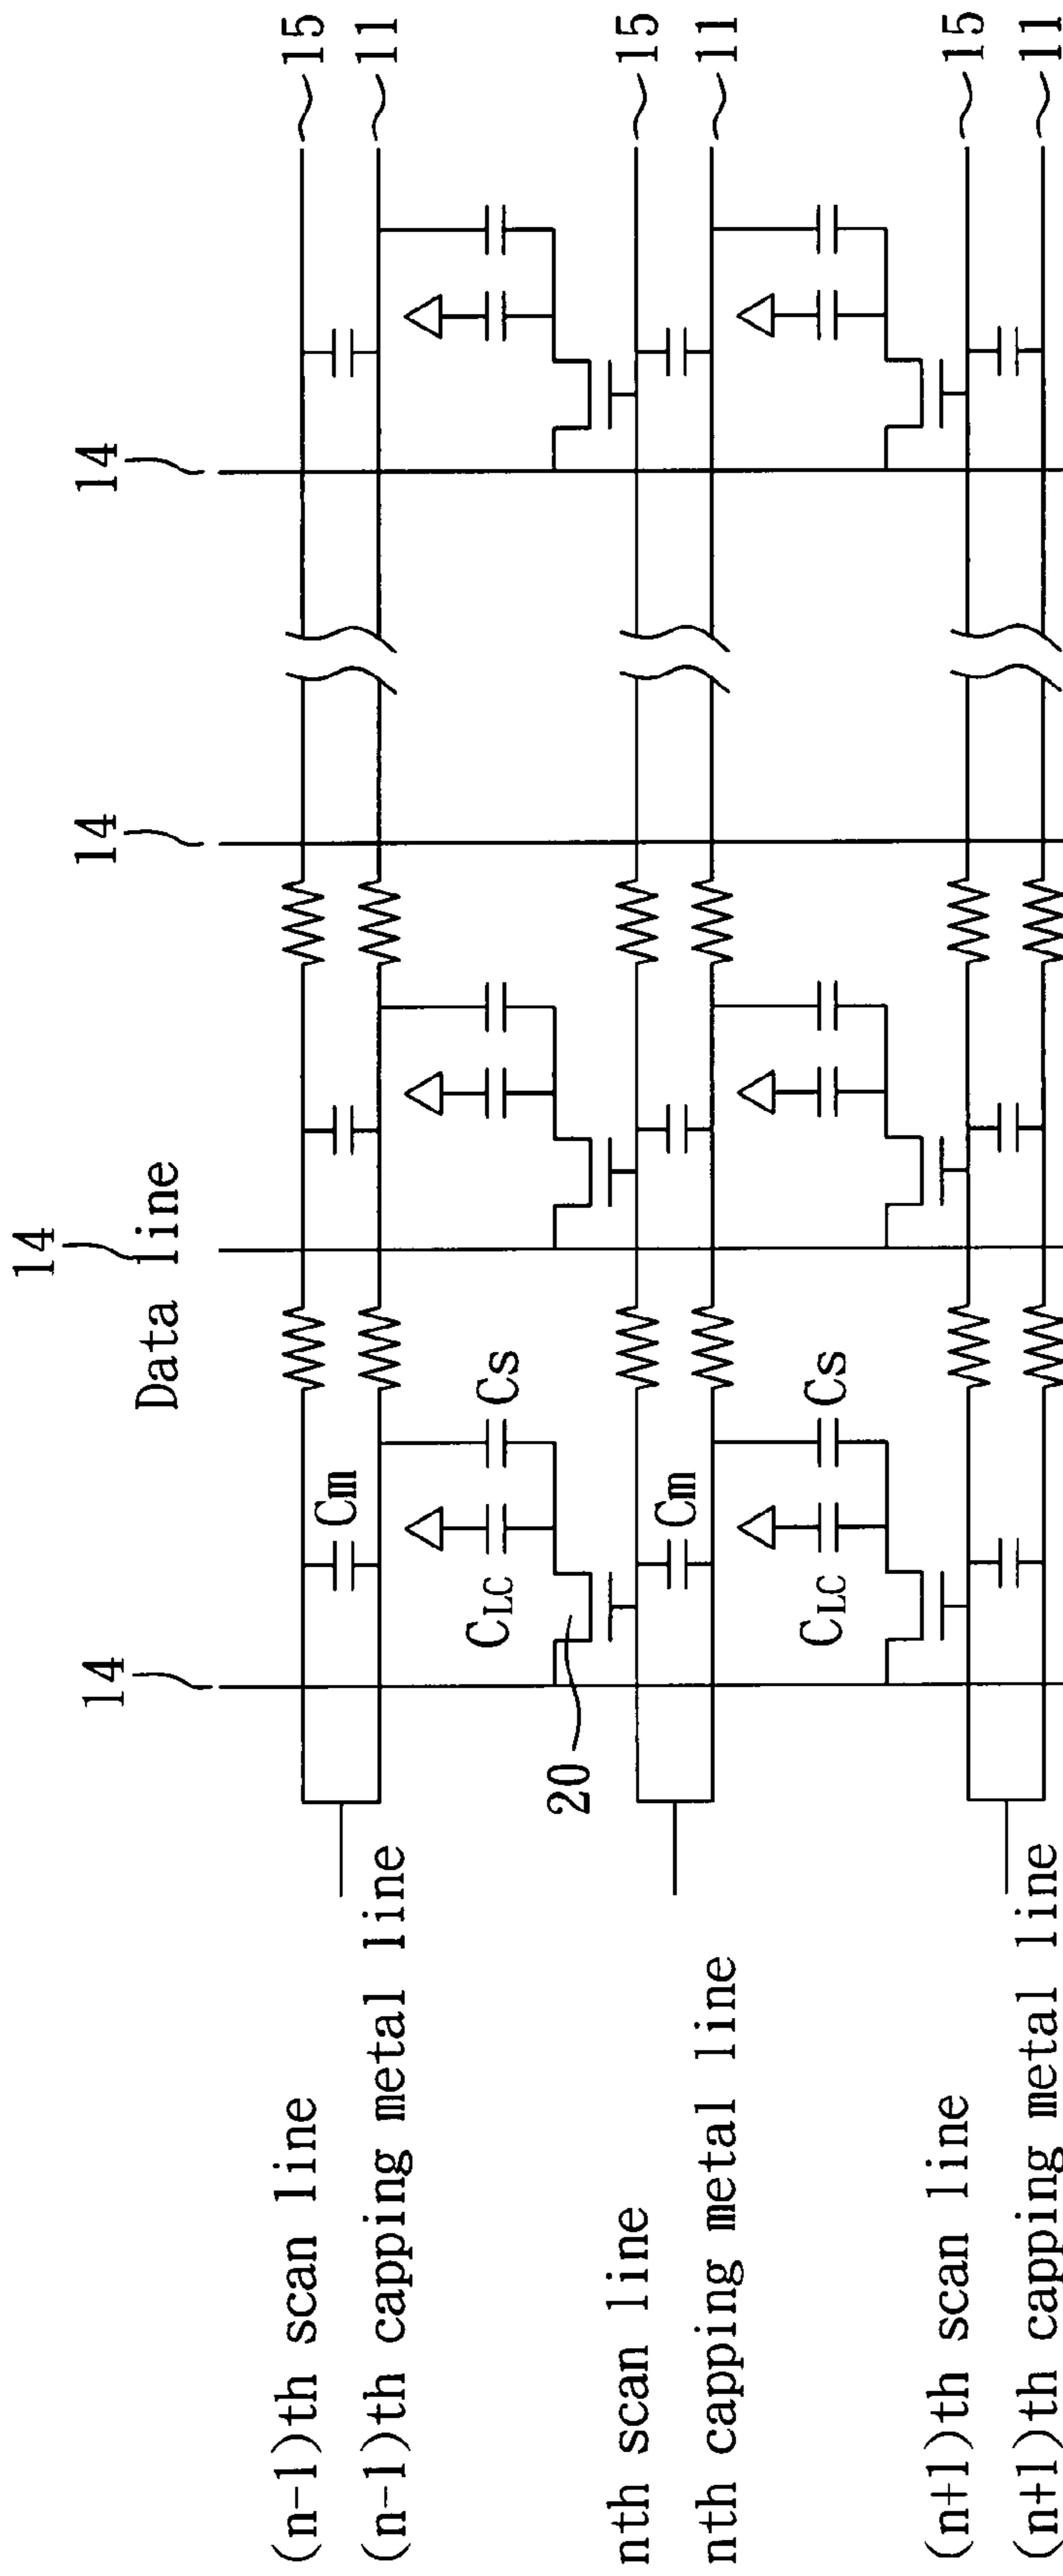 14
Data line
14
14
14
(n-1)th scan line
15
(n-1)th capping metal line
11
Cm
CLC
Cs
20
nth scan line
15
nth capping metal line
11
Cm
CLC
Cs
(n+1)th scan line
15
(n+1)th capping metal line
11